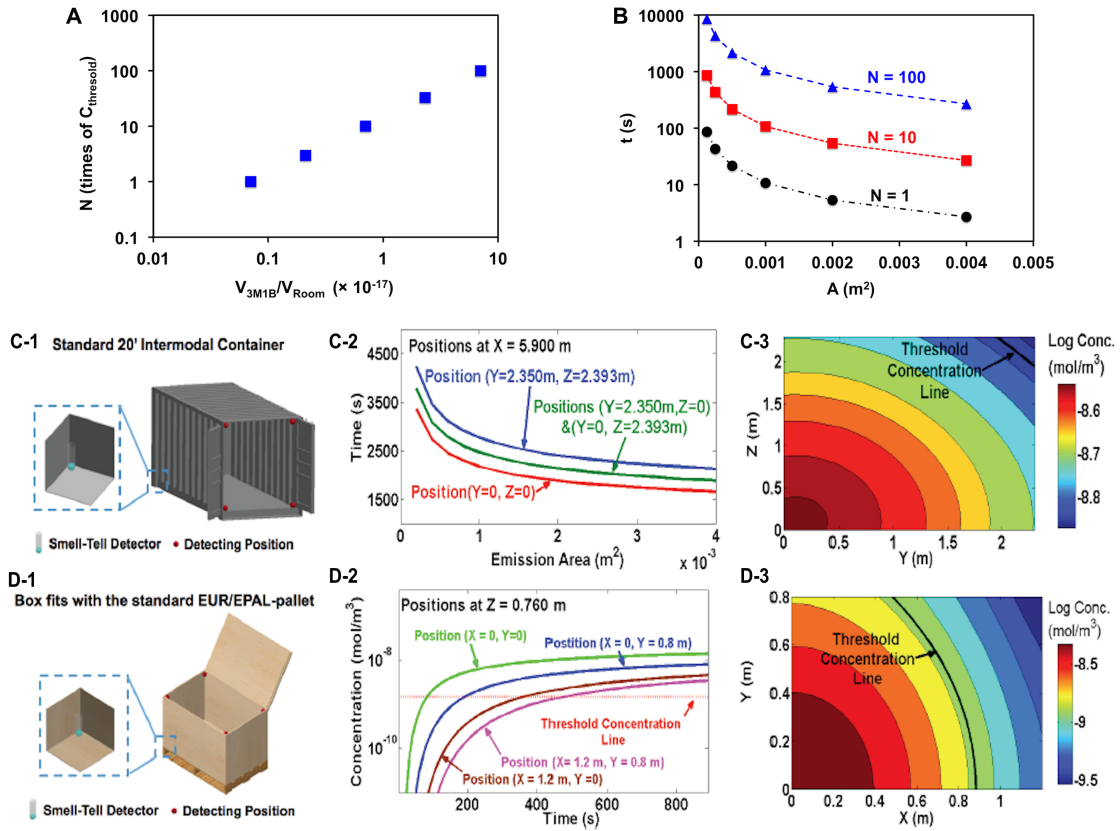 A
1000
100
10
1
0.1
0.01
0.1
1
10
N (times of Cthresold)
V3M1B/VRoom (× 10-17)
B
10000
1000
100
10
1
0
0.001
0.002
0.003
0.004
0.005
t (s)
A (m2)
N = 100
N = 10
N = 1
C-1
Standard 20' Intermodal Container
Smell-Tell Detector
Detecting Position
C-2
Positions at X = 5.900 m
Position (Y=2.350m, Z=2.393m)
Positions (Y=2.350m,Z=0)
&(Y=0, Z=2.393m)
Position(Y=0, Z=0)
4500
3500
2500
1500
0
1
2
3
4
x 10-3
Time (s)
Emission Area (m2)
C-3
Threshold
Concentration
Line
2
1.5
1
0.5
0
0
0.5
1
1.5
2
Z (m)
Y (m)
Log Conc.
(mol/m3)
-8.6
-8.7
-8.8
D-1
Box fits with the standard EUR/EPAL-pallet
Smell-Tell Detector
Detecting Position
D-2
Positions at Z = 0.760 m
Position (X = 0, Y=0)
Postition (X = 0, Y = 0.8 m)
Threshold Concentration
Line
Position (X= 1.2 m, Y = 0.8 m)
Position (X = 1.2 m, Y=0)
10-8
10-10
200
400
600
800
Concentration (mol/m3)
Time (s)
D-3
Threshold
Concentration
Line
0.8
0.6
0.4
0.2
0
0
0.2
0.4
0.6
0.8
1
Y (m)
X (m)
Log Conc.
(mol/m3)
-8.5
-9
-9.5